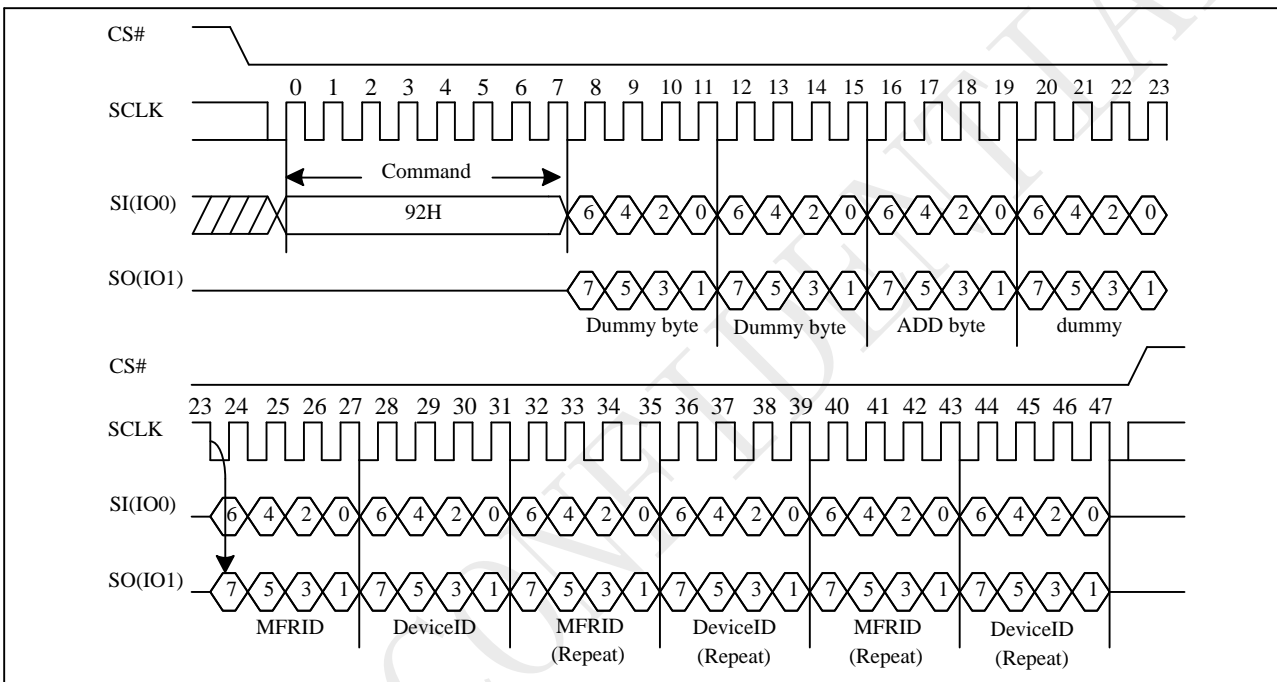 CS#
0 1 2 3 4 5 6 7 8 9 10 11 12 13 14 15 16 17 18 19 20 21 22 23
SCLK
Command
SI(IO0) 92H 6 4 2 0 6 4 2 0 6 4 2 0 6 4 2 0
SO(IO1) 7 5 3 1 7 5 3 1 7 5 3 1 7 5 3 1
Dummy byte Dummy byte ADD byte dummy
CS#
23 24 25 26 27 28 29 30 31 32 33 34 35 36 37 38 39 40 41 42 43 44 45 46 47
SCLK
SI(IO0) 6 4 2 0 6 4 2 0 6 4 2 0 6 4 2 0 6 4 2 0 6 4 2 0
SO(IO1) 7 5 3 1 7 5 3 1 7 5 3 1 7 5 3 1 7 5 3 1 7 5 3 1
MFRID DeviceID MFRID DeviceID MFRID DeviceID
(Repeat) (Repeat) (Repeat) (Repeat)
CONFIDENTIA